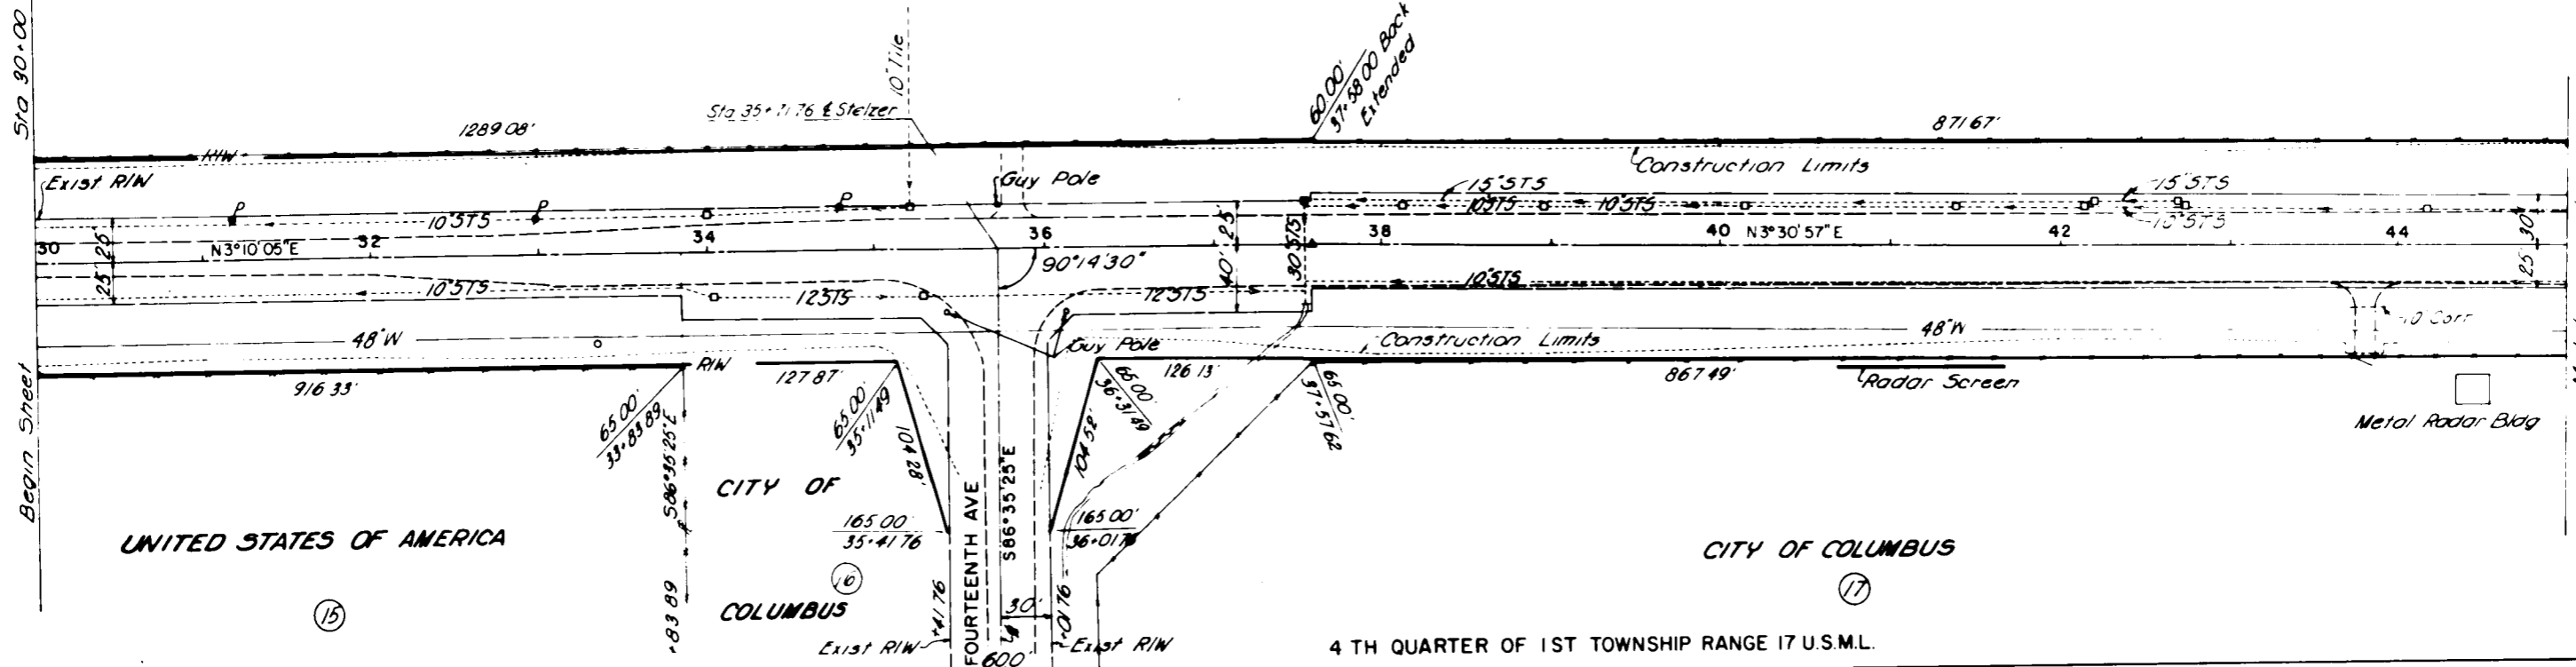 Sta 30+00
Begin Sheet
1289.08'
R/W
Exist R/W
10" Tile
Sta 35+71.76 ℄ Stelzer
60.00'
37+58.00 Back
Extended
871.67'
Construction Limits
Guy Pole
P
P
P
10"STS
15"STS
10"STS
10"STS
15"STS
30
N3°10'05"E
32
34
36
38
40
N3°30'57"E
42
44
25'
25'
25'
40'
30"STS
30'
25'
90°14'30"
10"STS
12"STS
12"STS
10"STS
48"W
Guy Pole
Construction Limits
48"W
916.33'
R/W
127.87'
126.13'
867.49'
Radar Screen
Metal Radar Bldg
65.00'
33+83.89
65.00'
35+11.49
65.00'
36+31.49
65.00'
37+57.62
104.28'
104.52'
S86°35'25"E
S86°35'25"E
165.00'
35+41.76
165.00'
36+01.76
UNITED STATES OF AMERICA
15
CITY OF
16
COLUMBUS
CITY OF COLUMBUS
17
+83.89
+41.76
+01.76
FOURTEENTH AVE
30'
Exist R/W
Exist R/W
4 TH QUARTER OF 1ST TOWNSHIP RANGE 17 U.S.M.L.